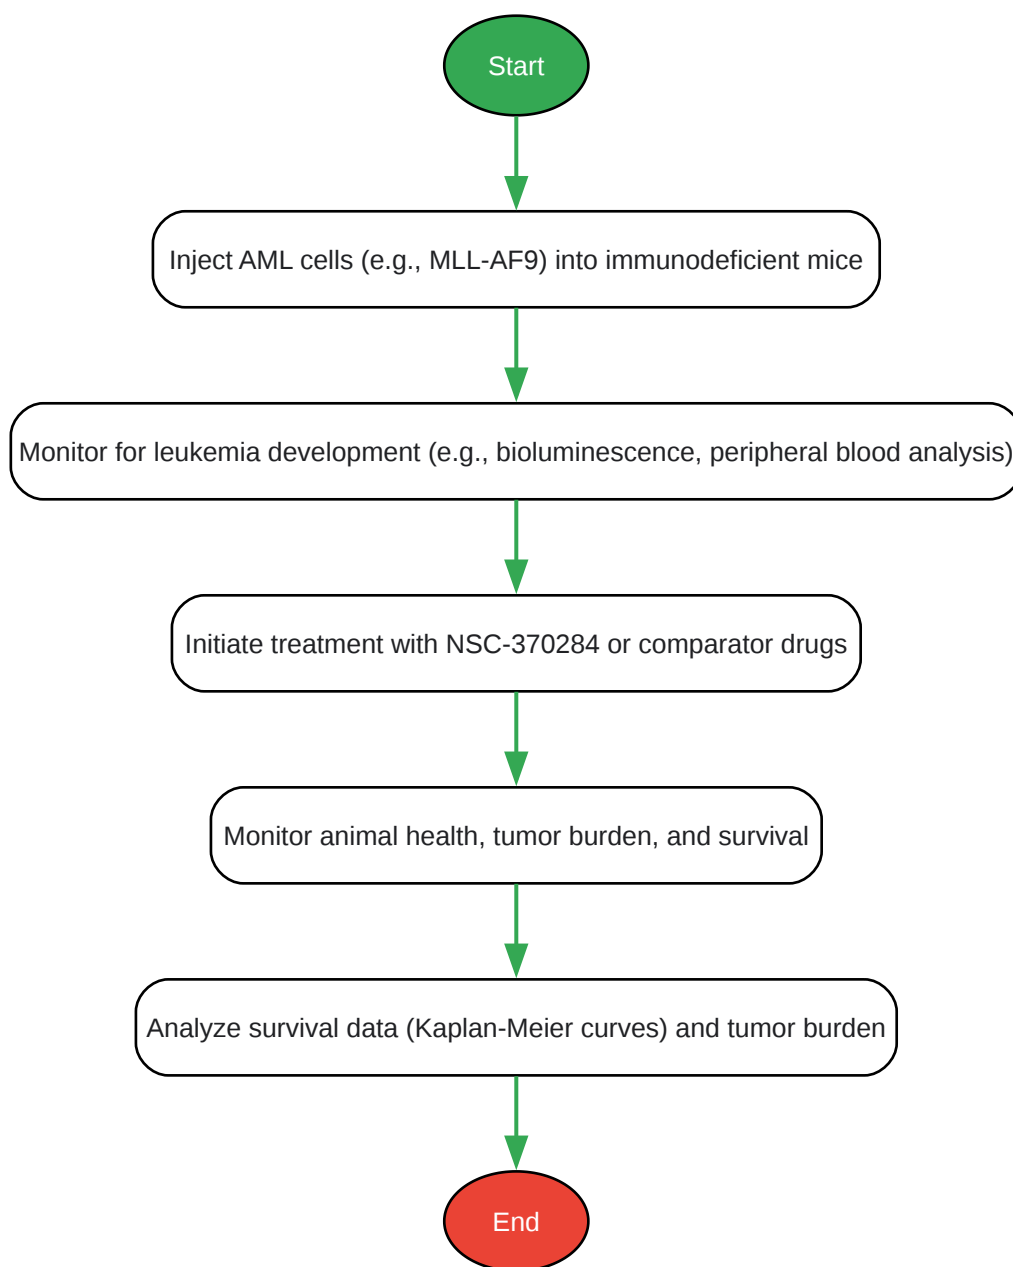 Start
Inject AML cells (e.g., MLL-AF9) into immunodeficient mice
Monitor for leukemia development (e.g., bioluminescence, peripheral blood analysis)
Initiate treatment with NSC-370284 or comparator drugs
Monitor animal health, tumor burden, and survival
Analyze survival data (Kaplan-Meier curves) and tumor burden
End